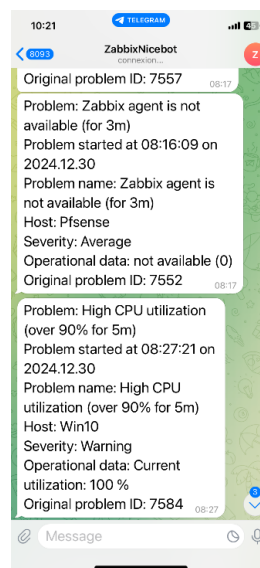 10:21
TELEGRAM
45
8093
ZabbixNicebot
connexion...
Z
Original problem ID: 7557
08:17
Problem: Zabbix agent is not
available (for 3m)
Problem started at 08:16:09 on
2024.12.30
Problem name: Zabbix agent is
not available (for 3m)
Host: Pfsense
Severity: Average
Operational data: not available (0)
Original problem ID: 7552
08:17
Problem: High CPU utilization
(over 90% for 5m)
Problem started at 08:27:21 on
2024.12.30
Problem name: High CPU
utilization (over 90% for 5m)
Host: Win10
Severity: Warning
Operational data: Current
utilization: 100 %
Original problem ID: 7584
08:27
3
Message